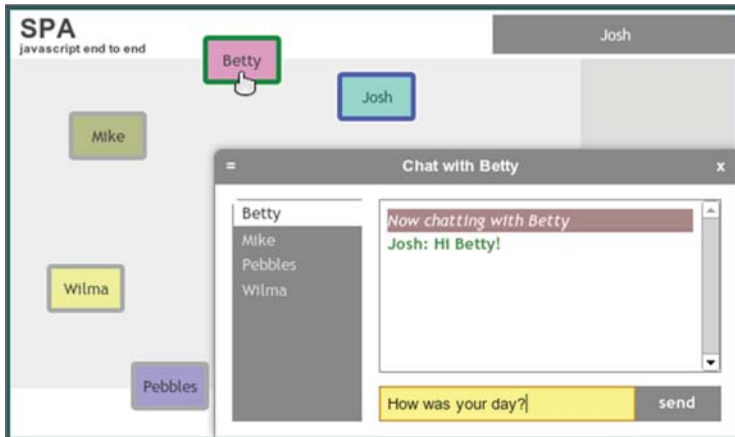 SPA
javascript end to end
Josh
Betty
Josh
Mike
Wilma
Pebbles
= Chat with Betty x
Betty
Mike
Pebbles
Wilma
Now chatting with Betty
Josh: Hi Betty!
How was your day?
send